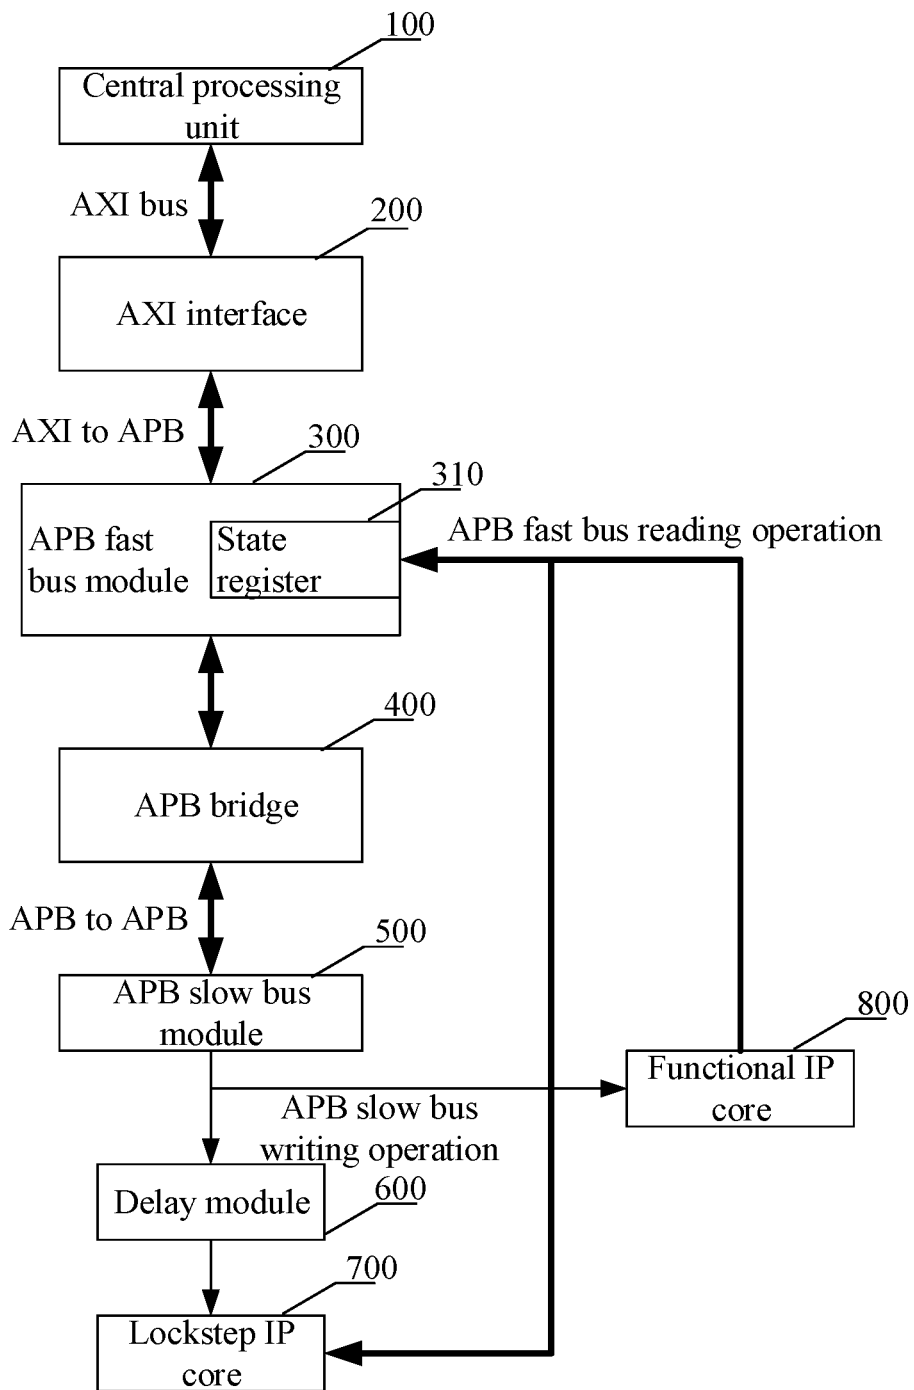 100
Central processing
unit
AXI bus
200
AXI interface
AXI to APB
300
310
APB fast
bus module
State
register
APB fast bus reading operation
400
APB bridge
APB to APB
500
APB slow bus
module
800
Functional IP
core
APB slow bus
writing operation
Delay module
600
700
Lockstep IP
core